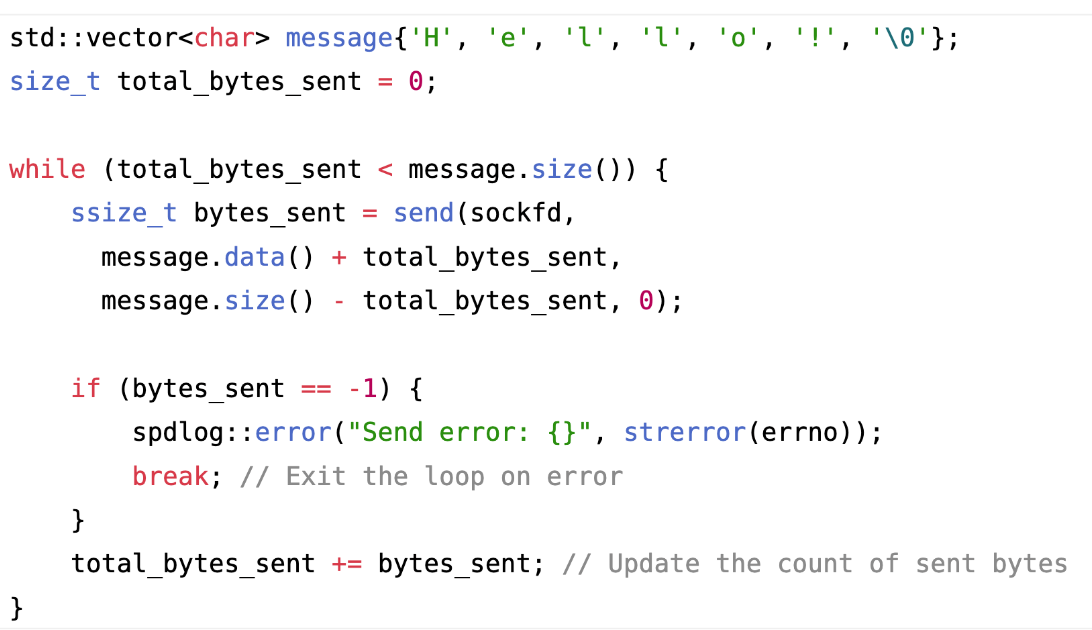 std::vector<char> message{'H', 'e', 'l', 'l', 'o', '!', '\0'};
size_t total_bytes_sent = 0;

while (total_bytes_sent < message.size()) {
    ssize_t bytes_sent = send(sockfd,
      message.data() + total_bytes_sent,
      message.size() - total_bytes_sent, 0);

    if (bytes_sent == -1) {
        spdlog::error("Send error: {}", strerror(errno));
        break; // Exit the loop on error
    }
    total_bytes_sent += bytes_sent; // Update the count of sent bytes
}